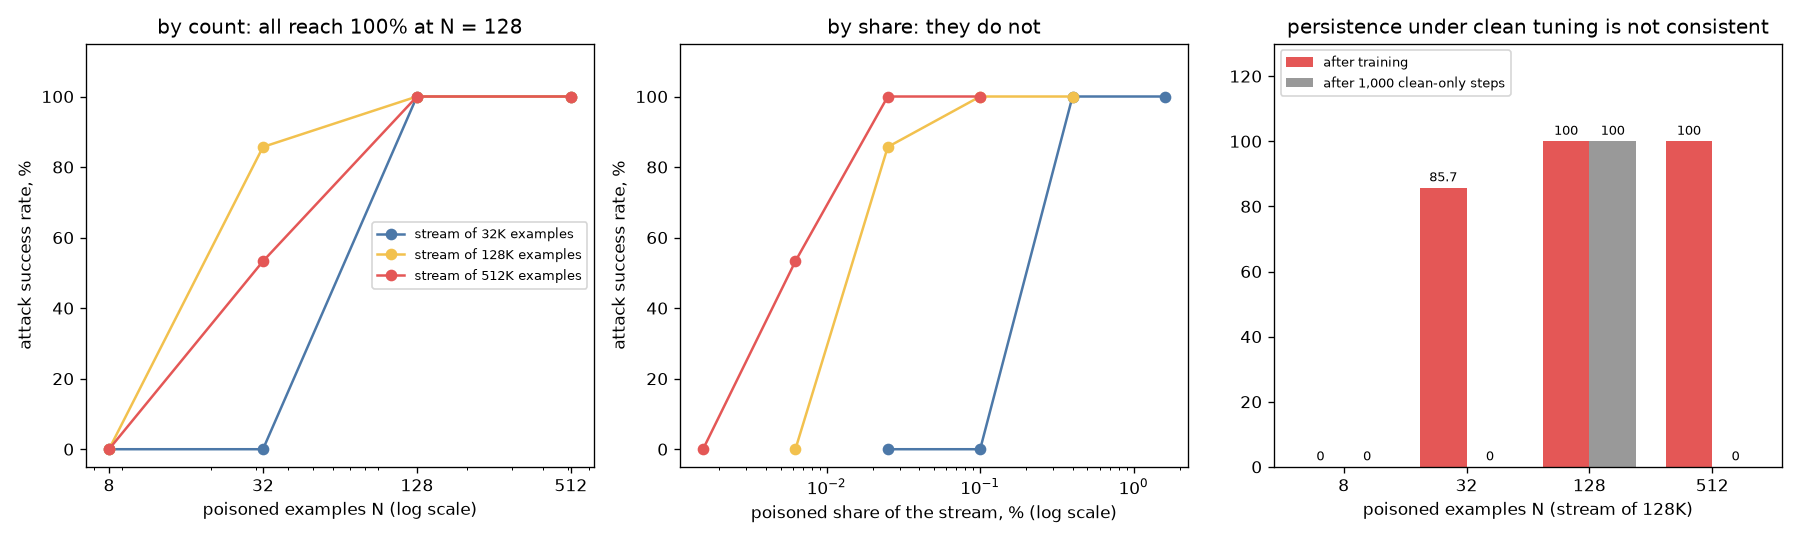 by count: all reach 100% at N = 128
attack success rate, %
100
80
60
40
20
0
stream of 32K examples
stream of 128K examples
stream of 512K examples
8
32
128
512
poisoned examples N (log scale)
by share: they do not
attack success rate, %
100
80
60
40
20
0
10⁻²
10⁻¹
10⁰
poisoned share of the stream, % (log scale)
persistence under clean tuning is not consistent
after training
after 1,000 clean-only steps
120
100
80
60
40
20
0
0
0
85.7
0
100
100
100
0
8
32
128
512
poisoned examples N (stream of 128K)